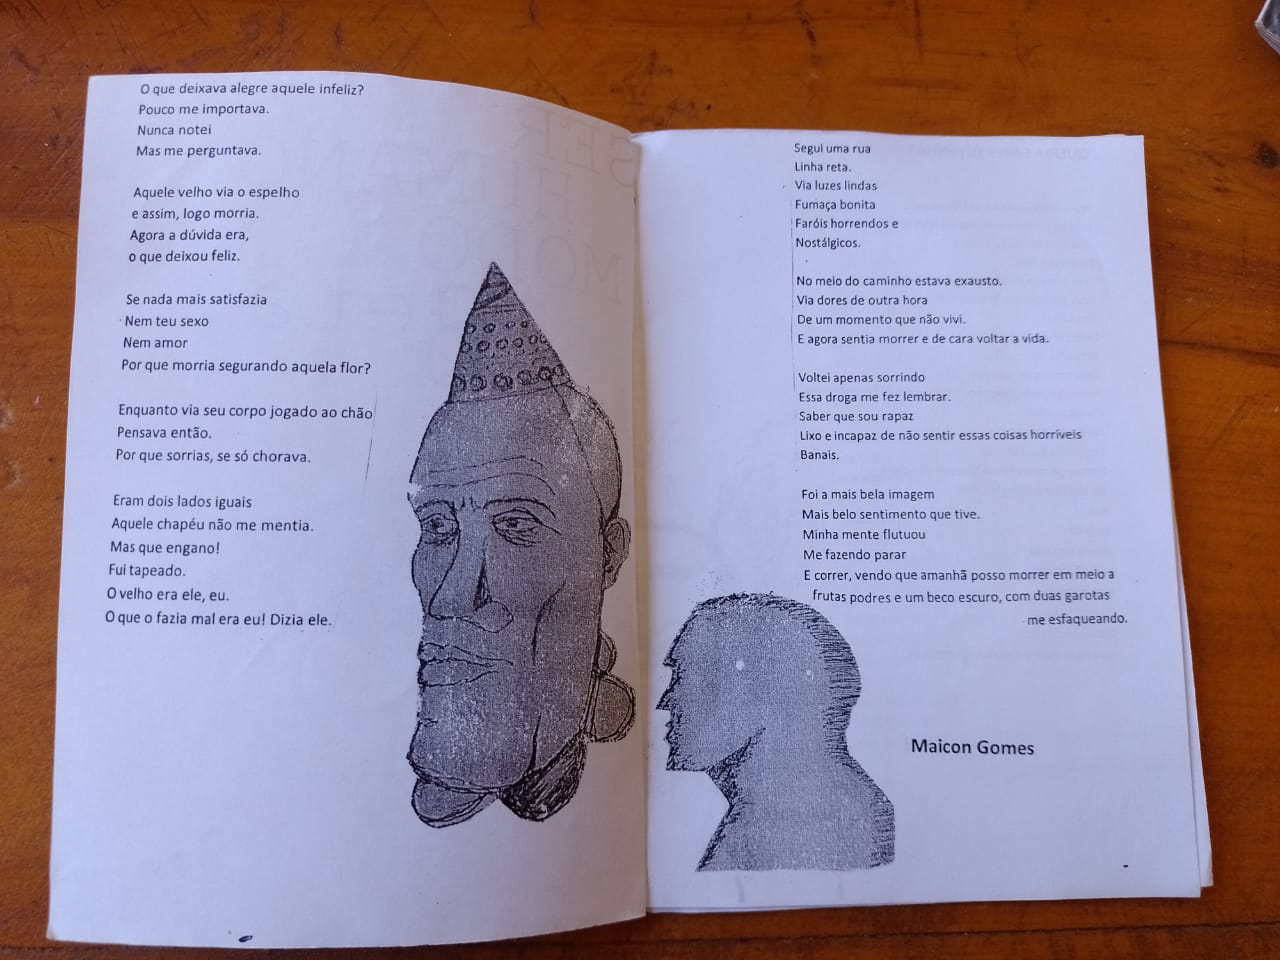 O que deixava alegre aquele infeliz?
Pouco me importava.
Nunca notei
Mas me perguntava.
Aquele velho via o espelho
e assim, logo morria.
Agora a dúvida era,
o que deixou feliz.
Se nada mais satisfazia
Nem teu sexo
Nem amor
Por que morria segurando aquela flor?
Enquanto via seu corpo jogado ao chão
Pensava então.
Por que sorrias, se só chorava.
Eram dois lados iguais
Aquele chapéu não me mentia.
Mas que engano!
Fui tapeado.
O velho era ele, eu.
O que o fazia mal era eu! Dizia ele.
Segui uma rua
Linha reta.
Via luzes lindas
Fumaça bonita
Faróis horrendos e
Nostálgicos.
No meio do caminho estava exausto.
Via dores de outra hora
De um momento que não vivi.
E agora sentia morrer e de cara voltar a vida.
Voltei apenas sorrindo
Essa droga me fez lembrar.
Saber que sou rapaz
Lixo e incapaz de não sentir essas coisas horríveis
Banais.
Foi a mais bela imagem
Mais belo sentimento que tive.
Minha mente flutuou
Me fazendo parar
E correr, vendo que amanhã posso morrer em meio a
frutas podres e um beco escuro, com duas garotas
me esfaqueando.
Maicon Gomes